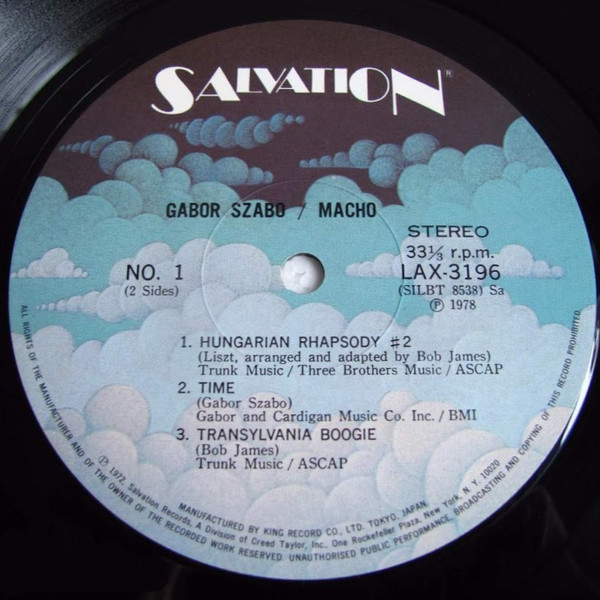 SALVATION®
GABOR SZABO / MACHO
STEREO
33⅓ r.p.m.
NO. 1
LAX-3196
(2 Sides)
(SILBT 8538) Sa
Ⓟ 1978
1. HUNGARIAN RHAPSODY #2
(Liszt, arranged and adapted by Bob James)
Trunk Music / Three Brothers Music / ASCAP
2. TIME
(Gabor Szabo)
Gabor and Cardigan Music Co. Inc. / BMI
3. TRANSYLVANIA BOOGIE
(Bob James)
Trunk Music / ASCAP
Ⓟ 1972, Salvation Records, A Division of Creed Taylor, Inc., One Rockefeller Plaza, New York, N. Y. 10020
MANUFACTURED BY KING RECORD CO., LTD. TOKYO, JAPAN.
ALL RIGHTS OF THE MANUFACTURER AND OF THE OWNER OF THE RECORDED WORK RESERVED. UNAUTHORISED PUBLIC PERFORMANCE, BROADCASTING AND COPYING OF THIS RECORD PROHIBITED.